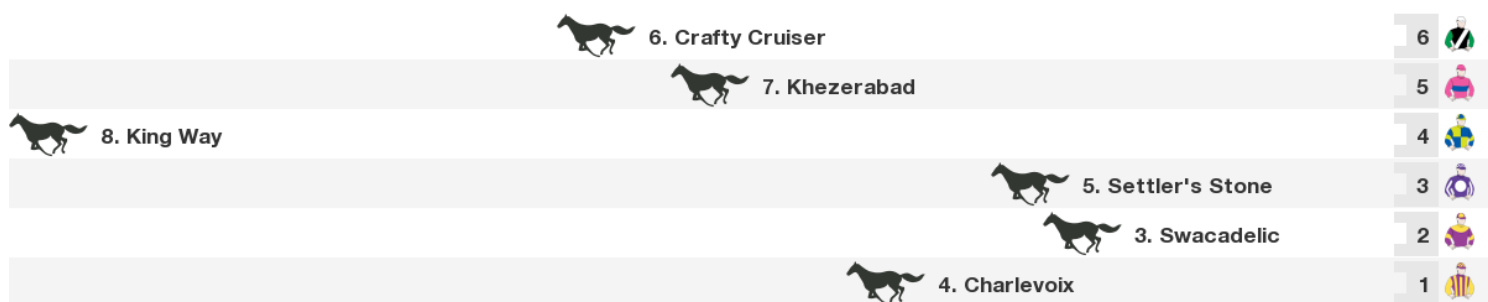 6. Crafty Cruiser 6
7. Khezerabad 5
8. King Way 4
5. Settler's Stone 3
3. Swacadelic 2
4. Charlevoix 1